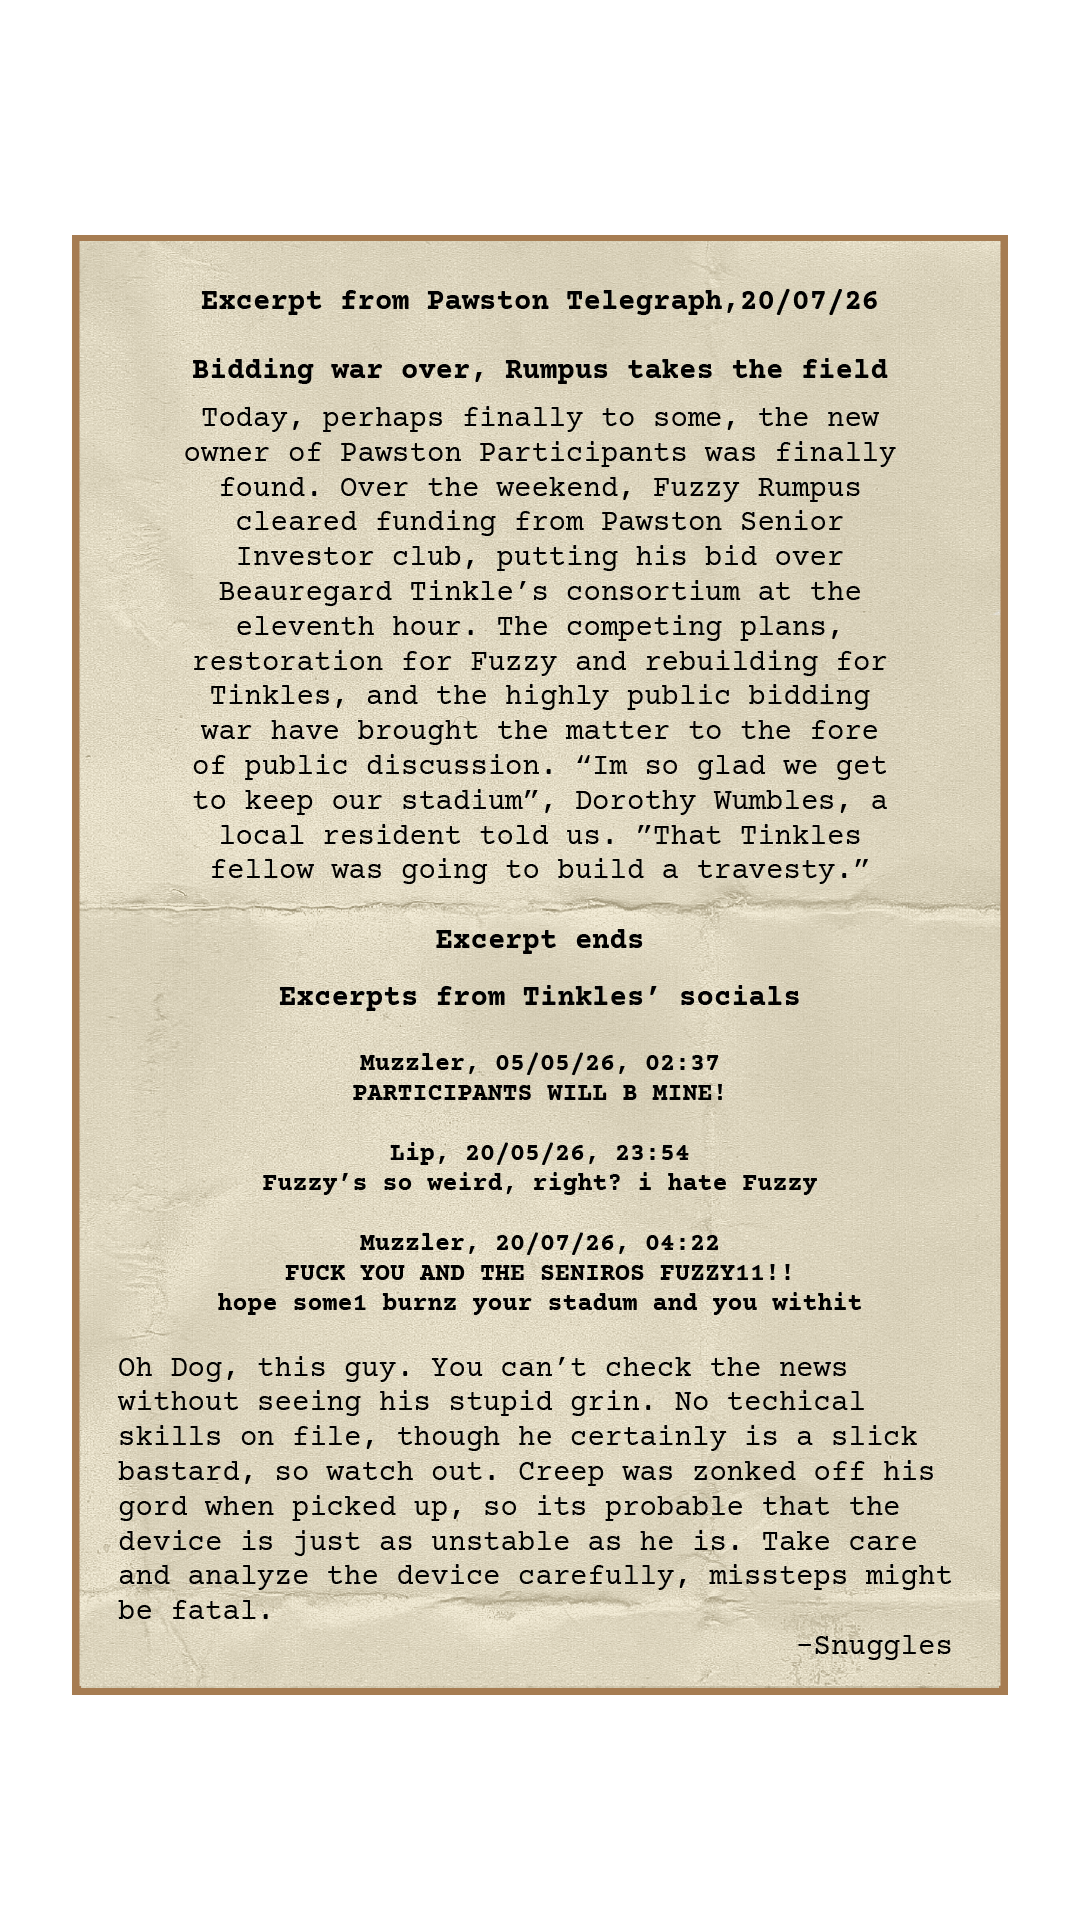 Excerpt from Pawston Telegraph,20/07/26
Bidding war over, Rumpus takes the field
Today, perhaps finally to some, the new
owner of Pawston Participants was finally
found. Over the weekend, Fuzzy Rumpus
cleared funding from Pawston Senior
Investor club, putting his bid over
Beauregard Tinkle’s consortium at the
eleventh hour. The competing plans,
restoration for Fuzzy and rebuilding for
Tinkles, and the highly public bidding
war have brought the matter to the fore
of public discussion. “Im so glad we get
to keep our stadium”, Dorothy Wumbles, a
local resident told us. ”That Tinkles
fellow was going to build a travesty.”
Excerpt ends
Excerpts from Tinkles’ socials
Muzzler, 05/05/26, 02:37
PARTICIPANTS WILL B MINE!
Lip, 20/05/26, 23:54
Fuzzy’s so weird, right? i hate Fuzzy
Muzzler, 20/07/26, 04:22
FUCK YOU AND THE SENIROS FUZZY11!!
hope some1 burnz your stadum and you withit
Oh Dog, this guy. You can’t check the news
without seeing his stupid grin. No techical
skills on file, though he certainly is a slick
bastard, so watch out. Creep was zonked off his
gord when picked up, so its probable that the
device is just as unstable as he is. Take care
and analyze the device carefully, missteps might
be fatal.
-Snuggles